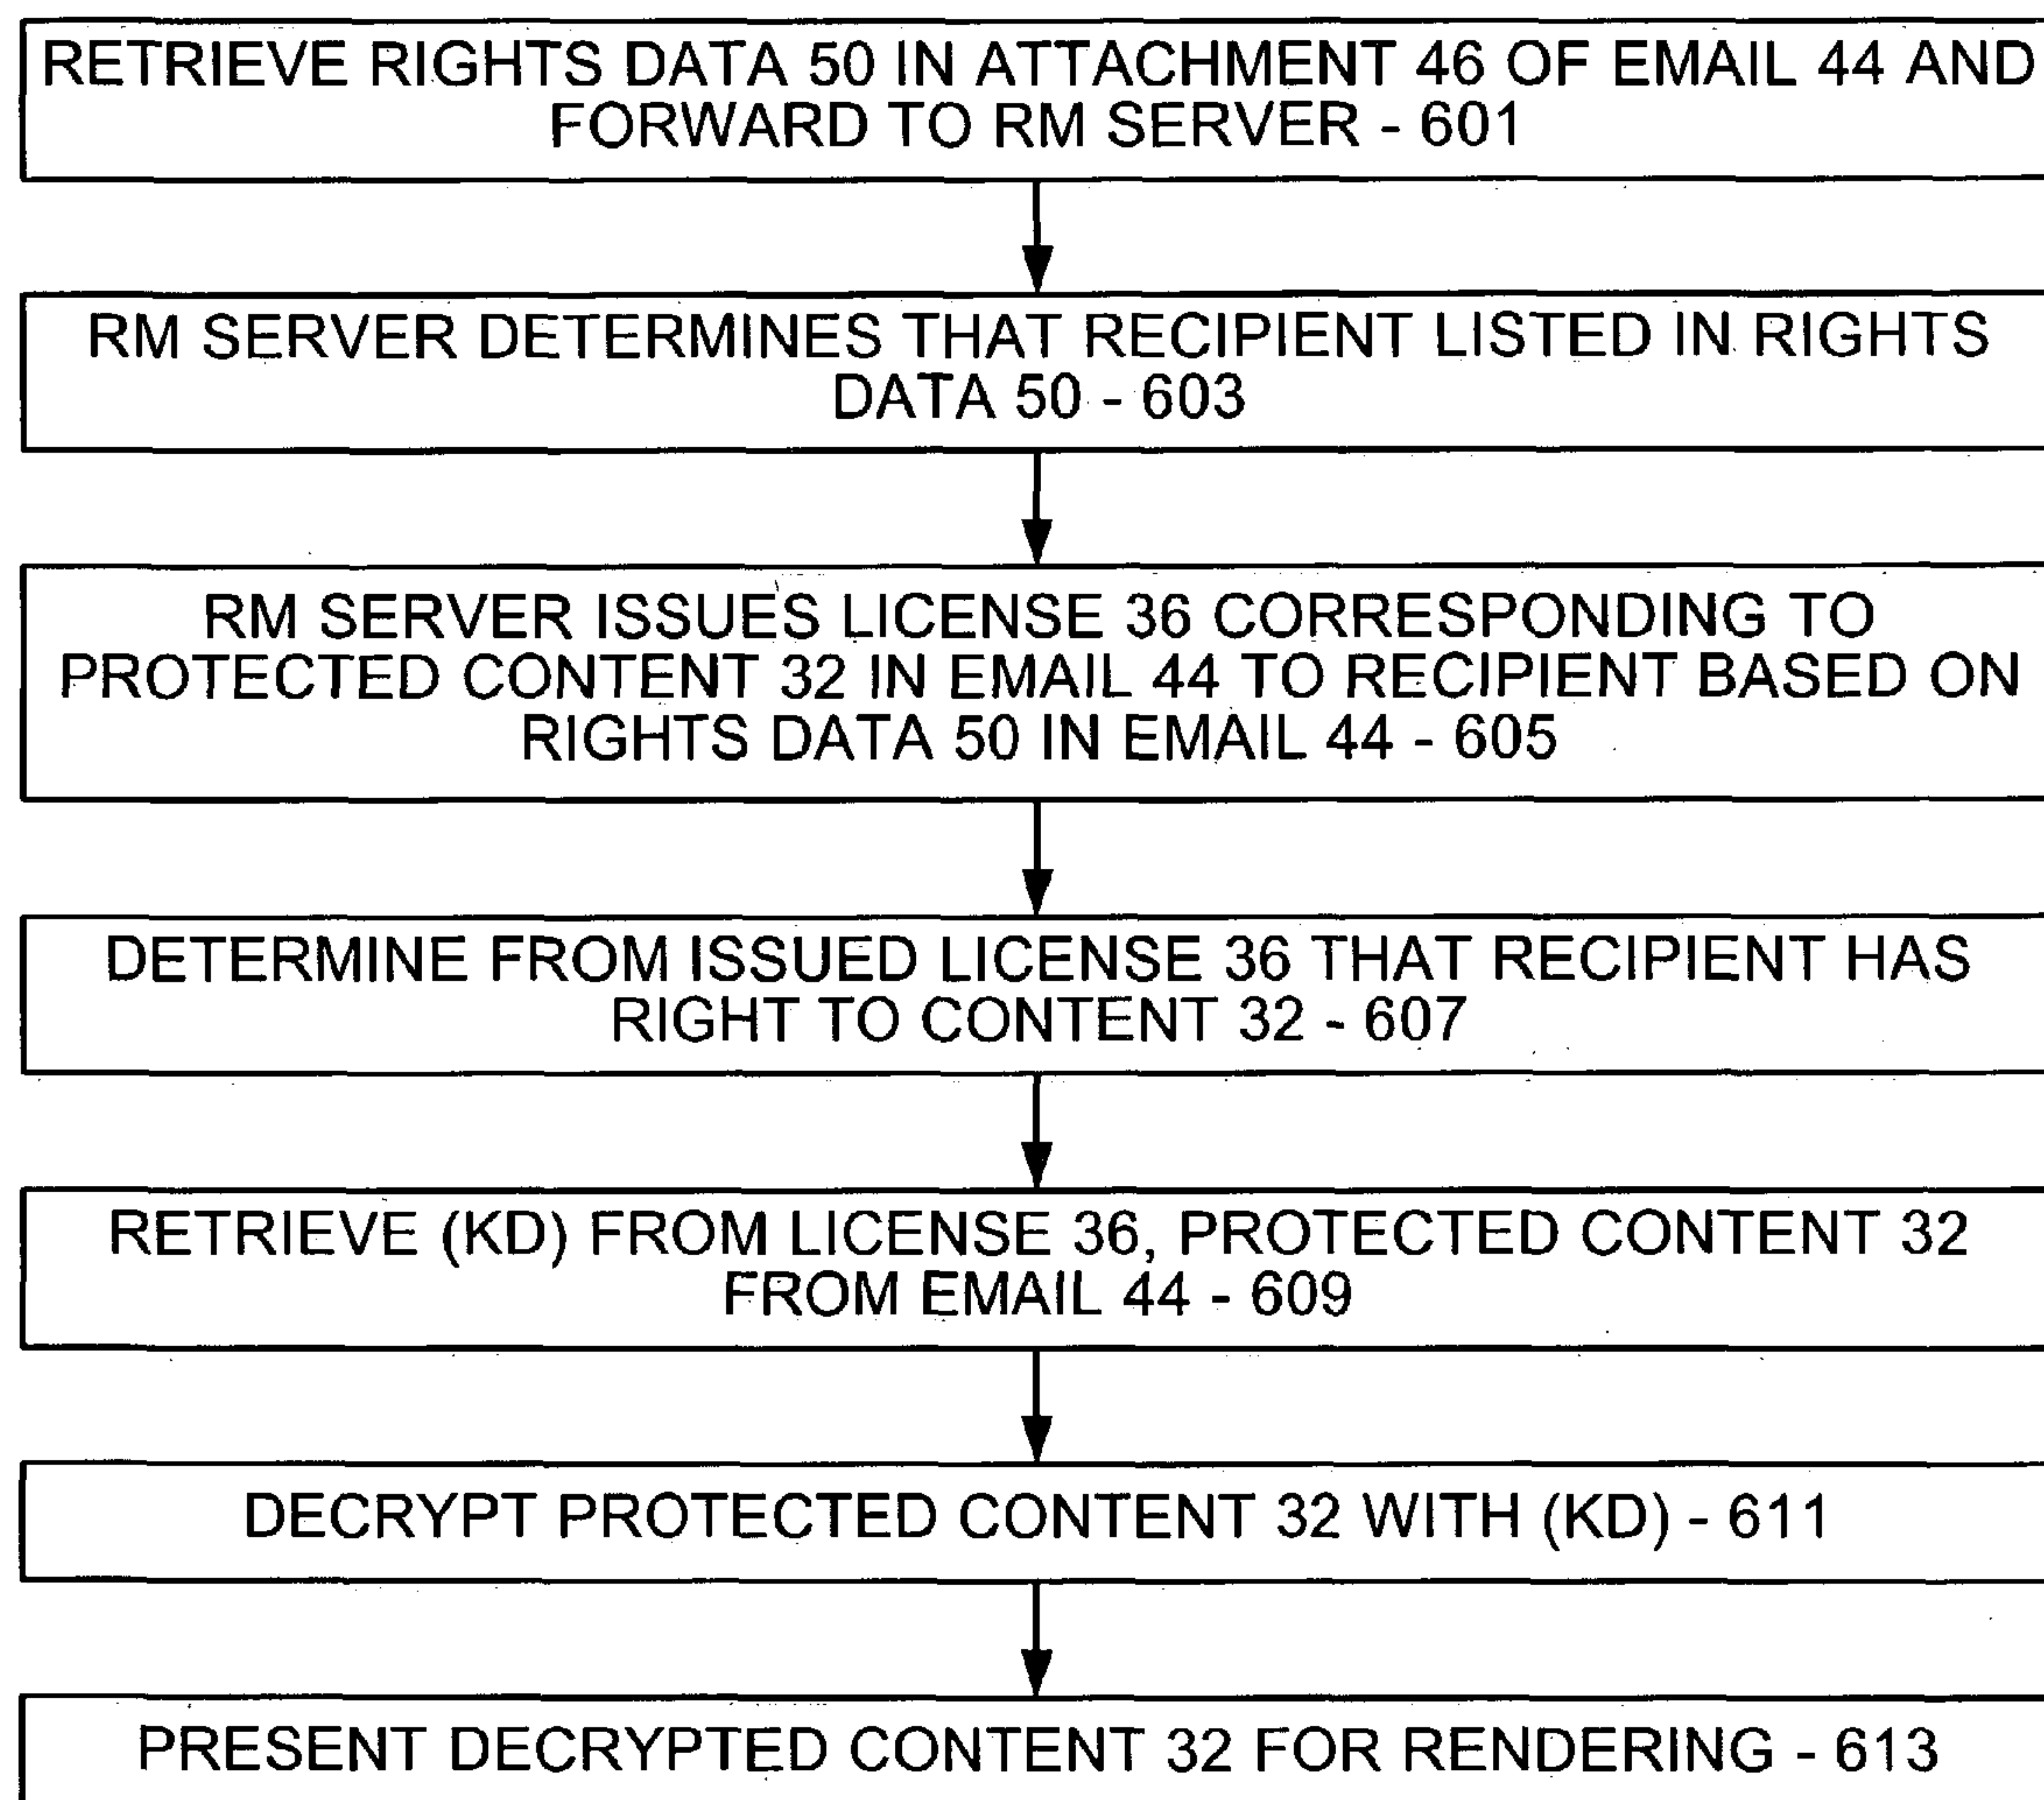 RETRIEVE RIGHTS DATA 50 IN ATTACHMENT 46 OF EMAIL 44 AND
FORWARD TO RM SERVER - 601
RM SERVER DETERMINES THAT RECIPIENT LISTED IN RIGHTS
DATA 50 - 603
RM SERVER ISSUES LICENSE 36 CORRESPONDING TO
PROTECTED CONTENT 32 IN EMAIL 44 TO RECIPIENT BASED ON
RIGHTS DATA 50 IN EMAIL 44 - 605
DETERMINE FROM ISSUED LICENSE 36 THAT RECIPIENT HAS
RIGHT TO CONTENT 32 - 607
RETRIEVE (KD) FROM LICENSE 36, PROTECTED CONTENT 32
FROM EMAIL 44 - 609
DECRYPT PROTECTED CONTENT 32 WITH (KD) - 611
PRESENT DECRYPTED CONTENT 32 FOR RENDERING - 613